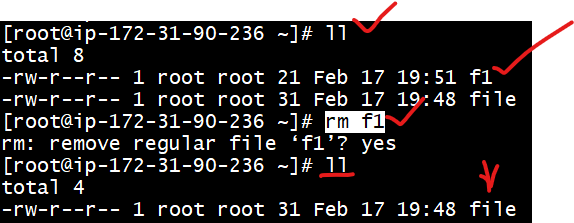 [root@ip-172-31-90-236 ~]# ll
total 8
-rw-r--r-- 1 root root 21 Feb 17 19:51 f1
-rw-r--r-- 1 root root 31 Feb 17 19:48 file
[root@ip-172-31-90-236 ~]# rm f1
rm: remove regular file ‘f1’? yes
[root@ip-172-31-90-236 ~]# ll
total 4
-rw-r--r-- 1 root root 31 Feb 17 19:48 file